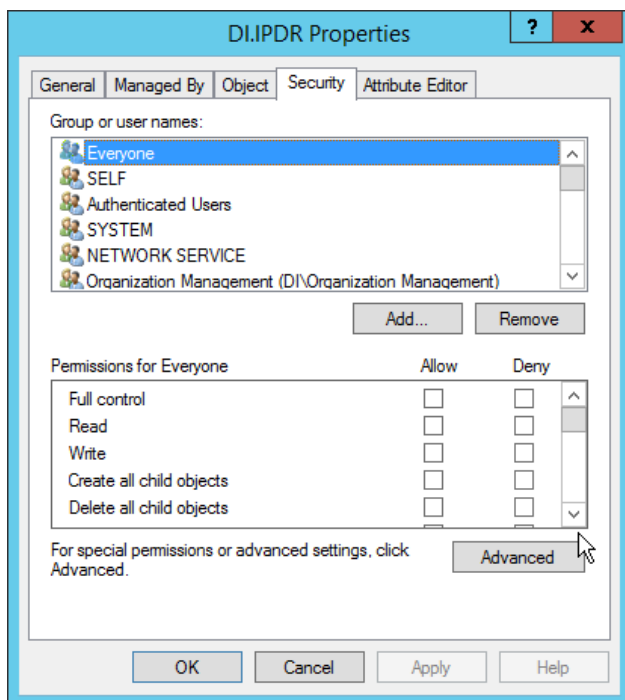 DI.IPDR Properties
? x
General Managed By Object Security Attribute Editor
Group or user names:
Everyone
SELF
Authenticated Users
SYSTEM
NETWORK SERVICE
Organization Management (DI\Organization Management)
Add... Remove
Permissions for Everyone Allow Deny
Full control
Read
Write
Create all child objects
Delete all child objects
For special permissions or advanced settings, click
Advanced.
Advanced
OK Cancel Apply Help